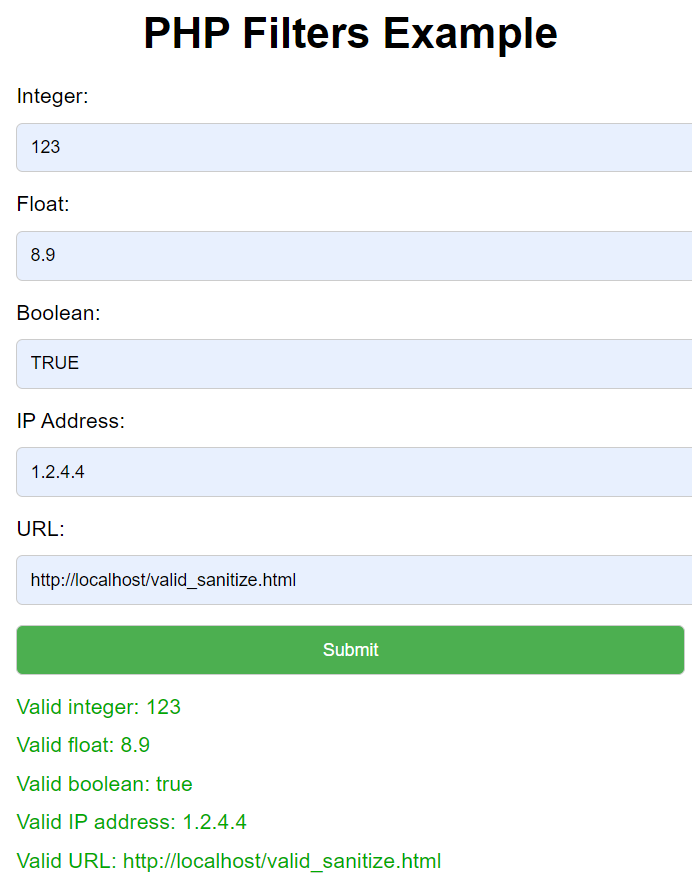 PHP Filters Example
Integer:
123
Float:
8.9
Boolean:
TRUE
IP Address:
1.2.4.4
URL:
http://localhost/valid_sanitize.html
Submit
Valid integer: 123
Valid float: 8.9
Valid boolean: true
Valid IP address: 1.2.4.4
Valid URL: http://localhost/valid_sanitize.html